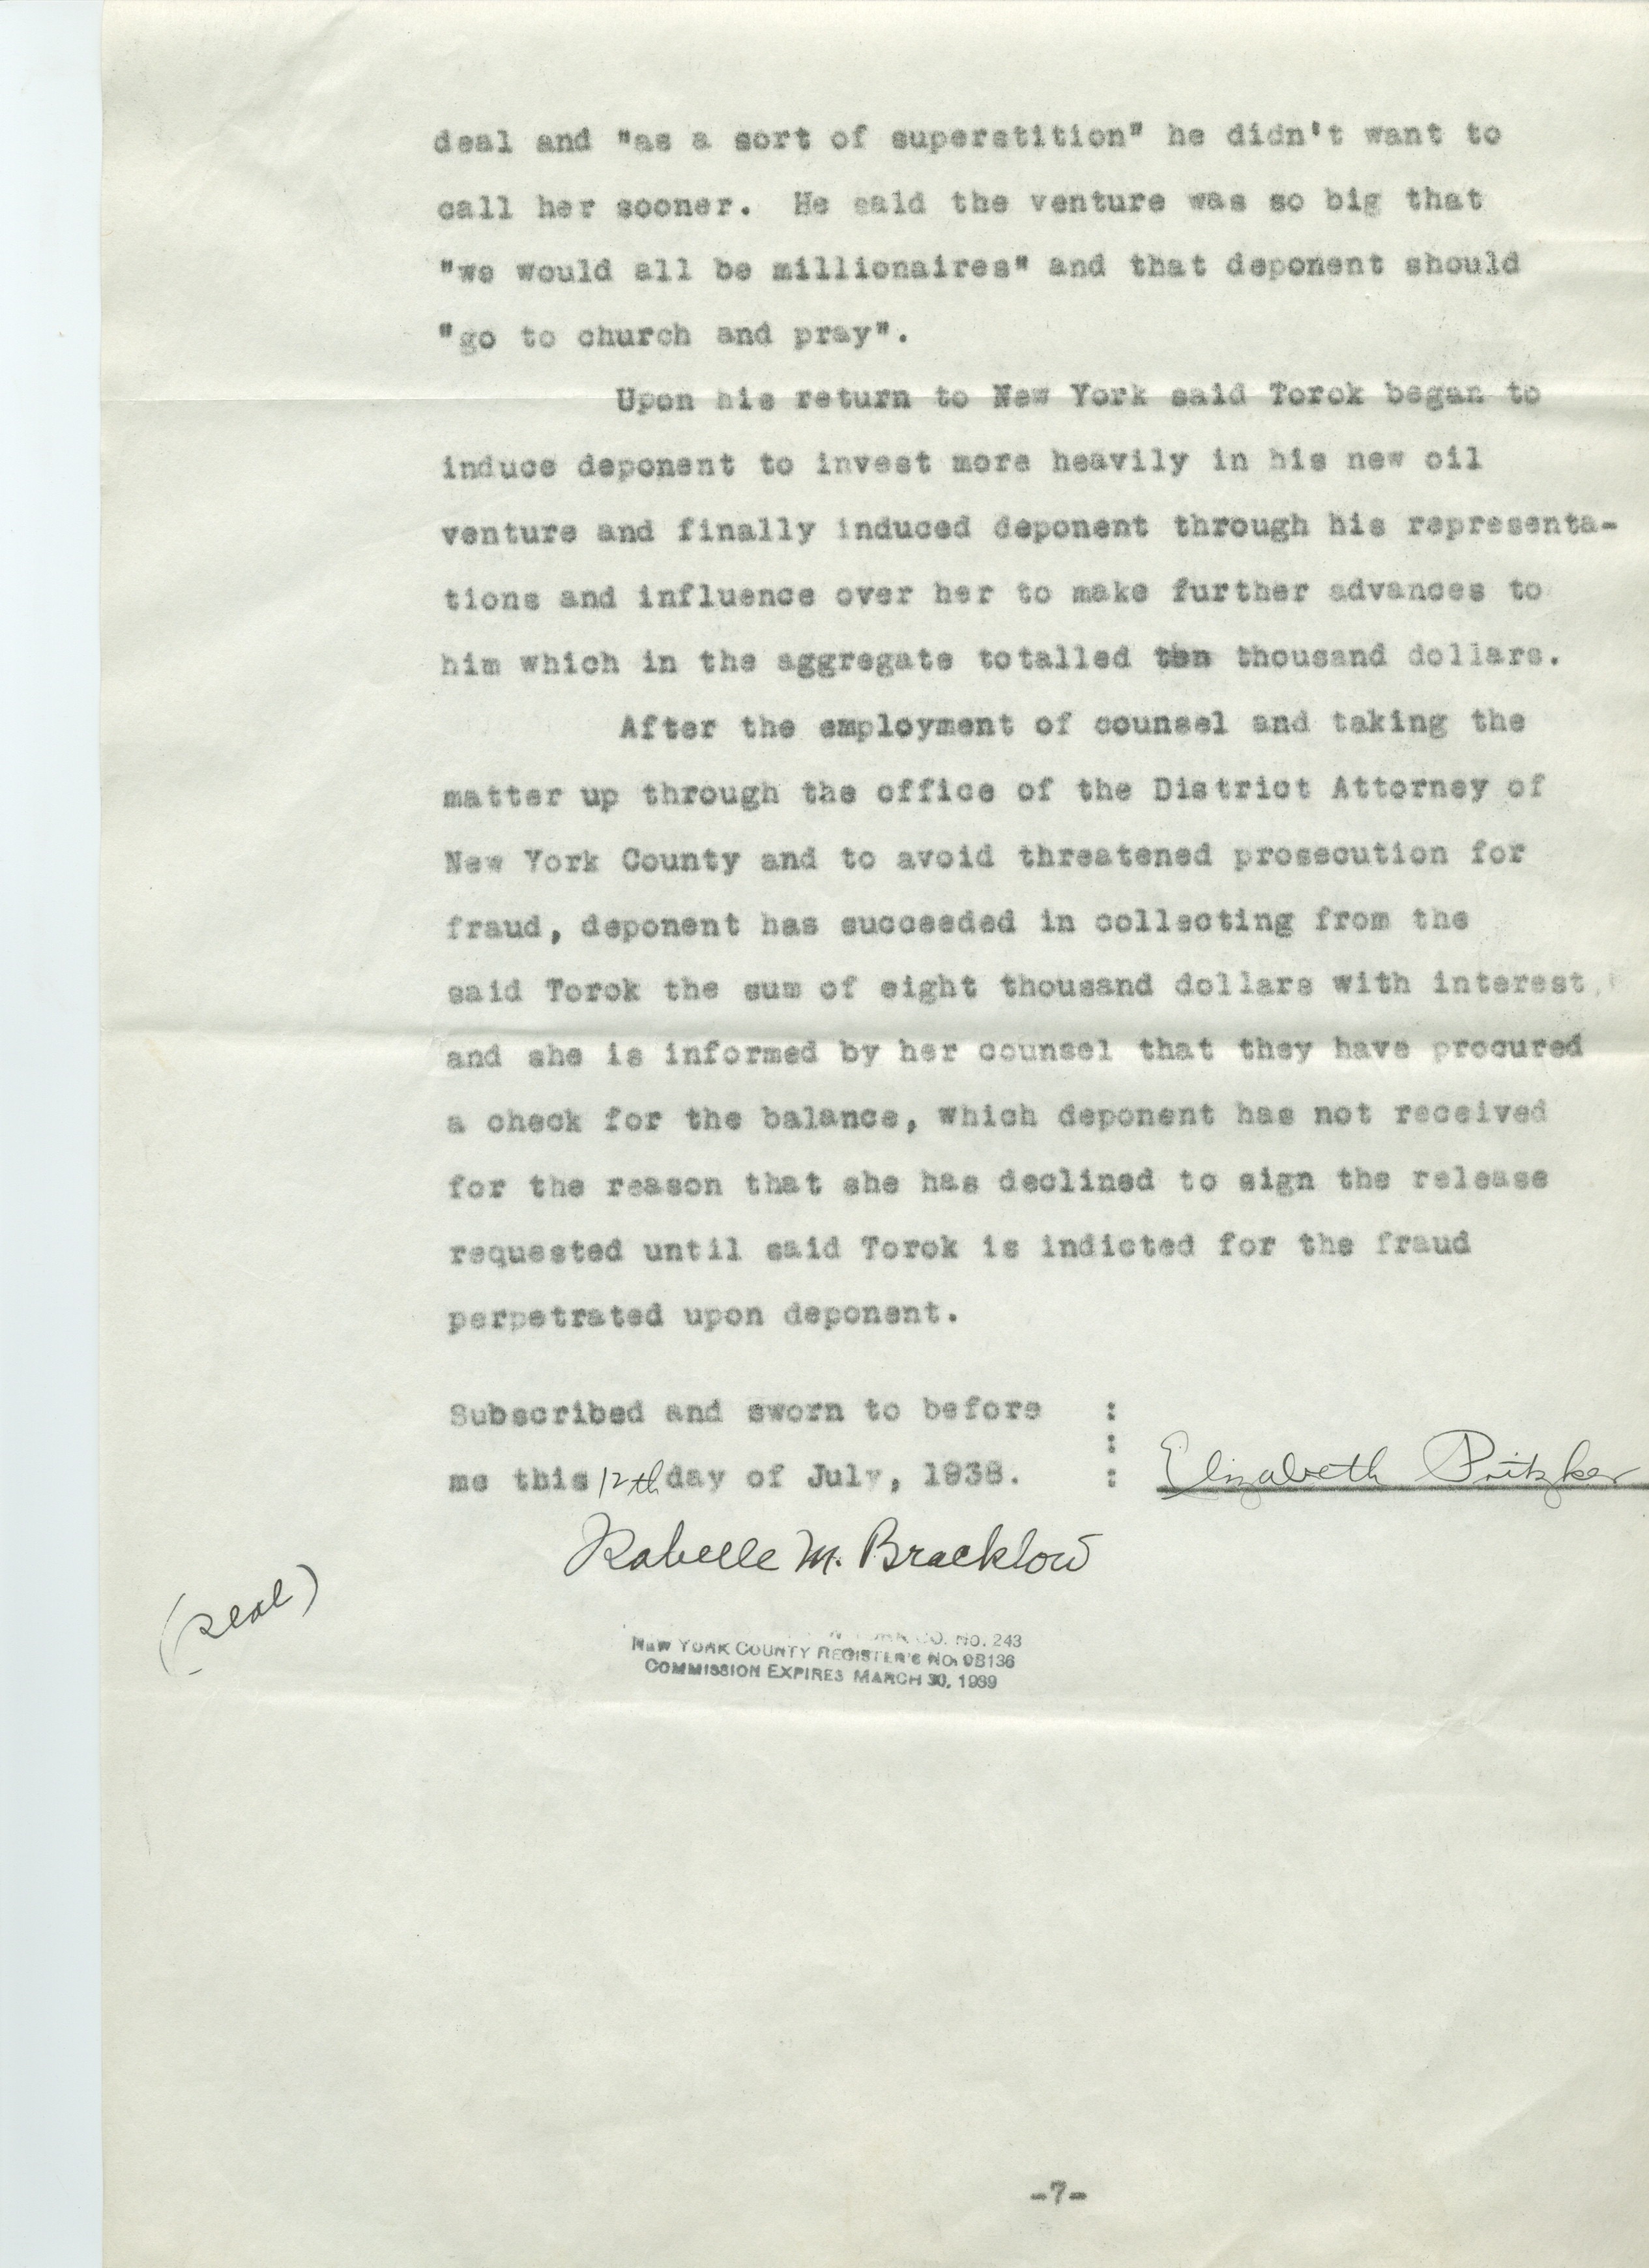 deal and "as a sort of superstition" he didn't want to
call her sooner. He said the venture was so big that
"we would all be millionaires" and that deponent should
"go to church and pray".
Upon his return to New York said Torok began to
induce deponent to invest more heavily in his new oil
venture and finally induced deponent through his representa-
tions and influence over her to make further advances to
him which in the aggregate totalled ten thousand dollars.
After the employment of counsel and taking the
matter up through the office of the District Attorney of
New York County and to avoid threatened prosecution for
fraud, deponent has succeeded in collecting from the
said Torok the sum of eight thousand dollars with interest,
and she is informed by her counsel that they have procured
a check for the balance, which deponent has not received
for the reason that she has declined to sign the release
requested until said Torok is indicted for the fraud
perpetrated upon deponent.
Subscribed and sworn to before :
:
me this 12th day of July, 1938. : Elizabeth Pritzker
Isabelle M. Bracklow
(seal)
CO. NO. 243
NEW YORK COUNTY REGISTER'S NO. 9B136
COMMISSION EXPIRES MARCH 30, 1939
-7-